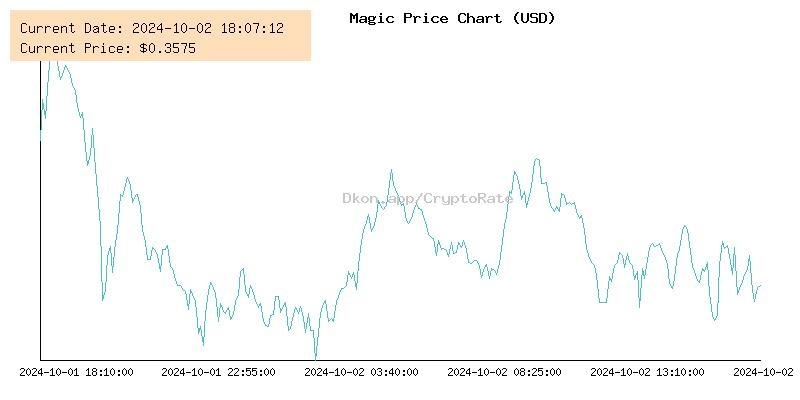 Magic Price Chart (USD)
Current Date: 2024-10-02 18:07:12
Current Price: $0.3575
Dkon.app/CryptoRate
2024-10-01 18:10:00 2024-10-01 22:55:00 2024-10-02 03:40:00 2024-10-02 08:25:00 2024-10-02 13:10:00 2024-10-02